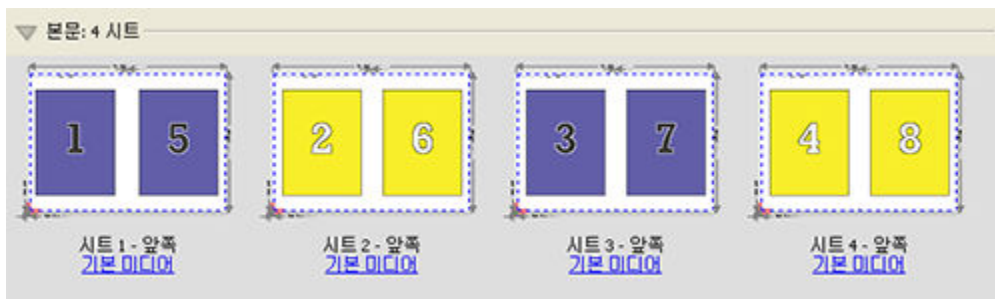 본문: 4 시트
1 5 2 6 3 7 4 8
시트 1 - 앞쪽 시트 2 - 앞쪽 시트 3 - 앞쪽 시트 4 - 앞쪽
기본 미디어 기본 미디어 기본 미디어 기본 미디어